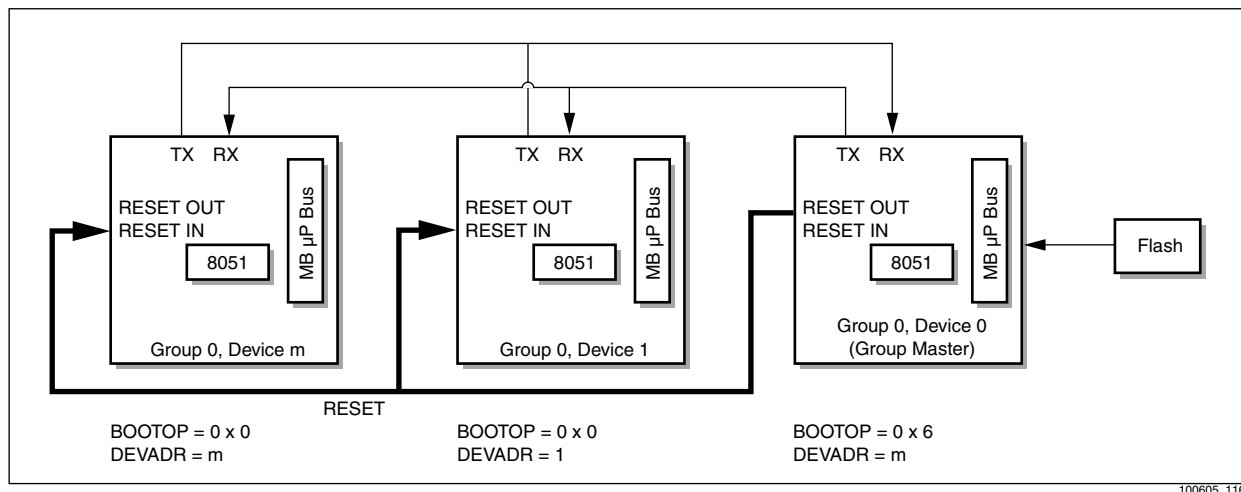 TX RX
RESET OUT
RESET IN
8051
MB µP Bus
Group 0, Device m
TX RX
RESET OUT
RESET IN
8051
MB µP Bus
Group 0, Device 1
TX RX
RESET OUT
RESET IN
8051
MB µP Bus
Group 0, Device 0
(Group Master)
Flash
RESET
BOOTOP = 0 x 0
DEVADR = m
BOOTOP = 0 x 0
DEVADR = 1
BOOTOP = 0 x 6
DEVADR = m
100605_116